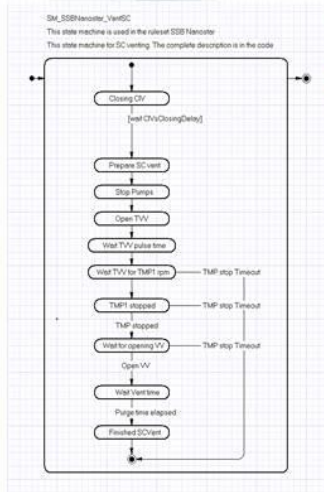 SM_SSBNanoster_VentSC
This state machine is used in the ruleset SSB Nanoster
This state machine for SC venting. The complete description is in the code
Closing CIV
[wait CIVsClosingDelay]
Prepare SC vent
Stop Pumps
Open TVV
Wait TVV pulse time
Wait TVV for TMP1 rpm
TMP stop Timeout
TMP1 stopped
TMP stop Timeout
TMP stopped
Wait for opening VV
TMP stop Timeout
Open VV
Wait Vent time
Purge time elapsed
Finished SCVent